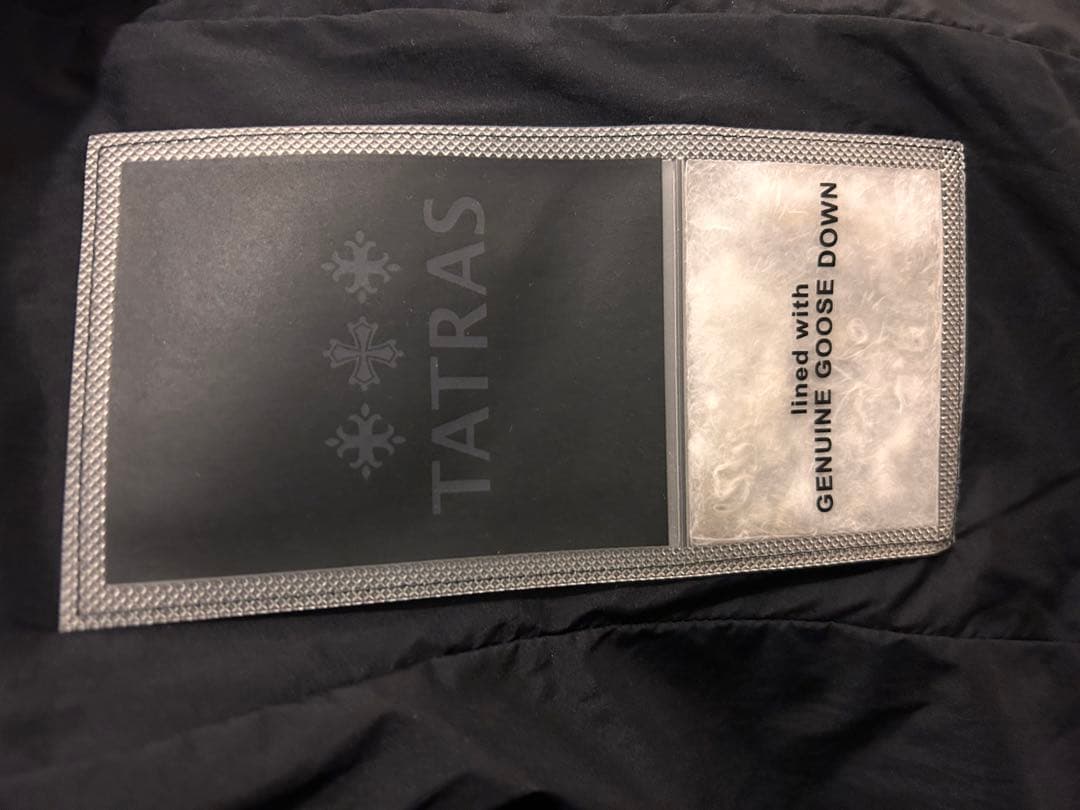 TATRAS
lined with
GENUINE GOOSE DOWN